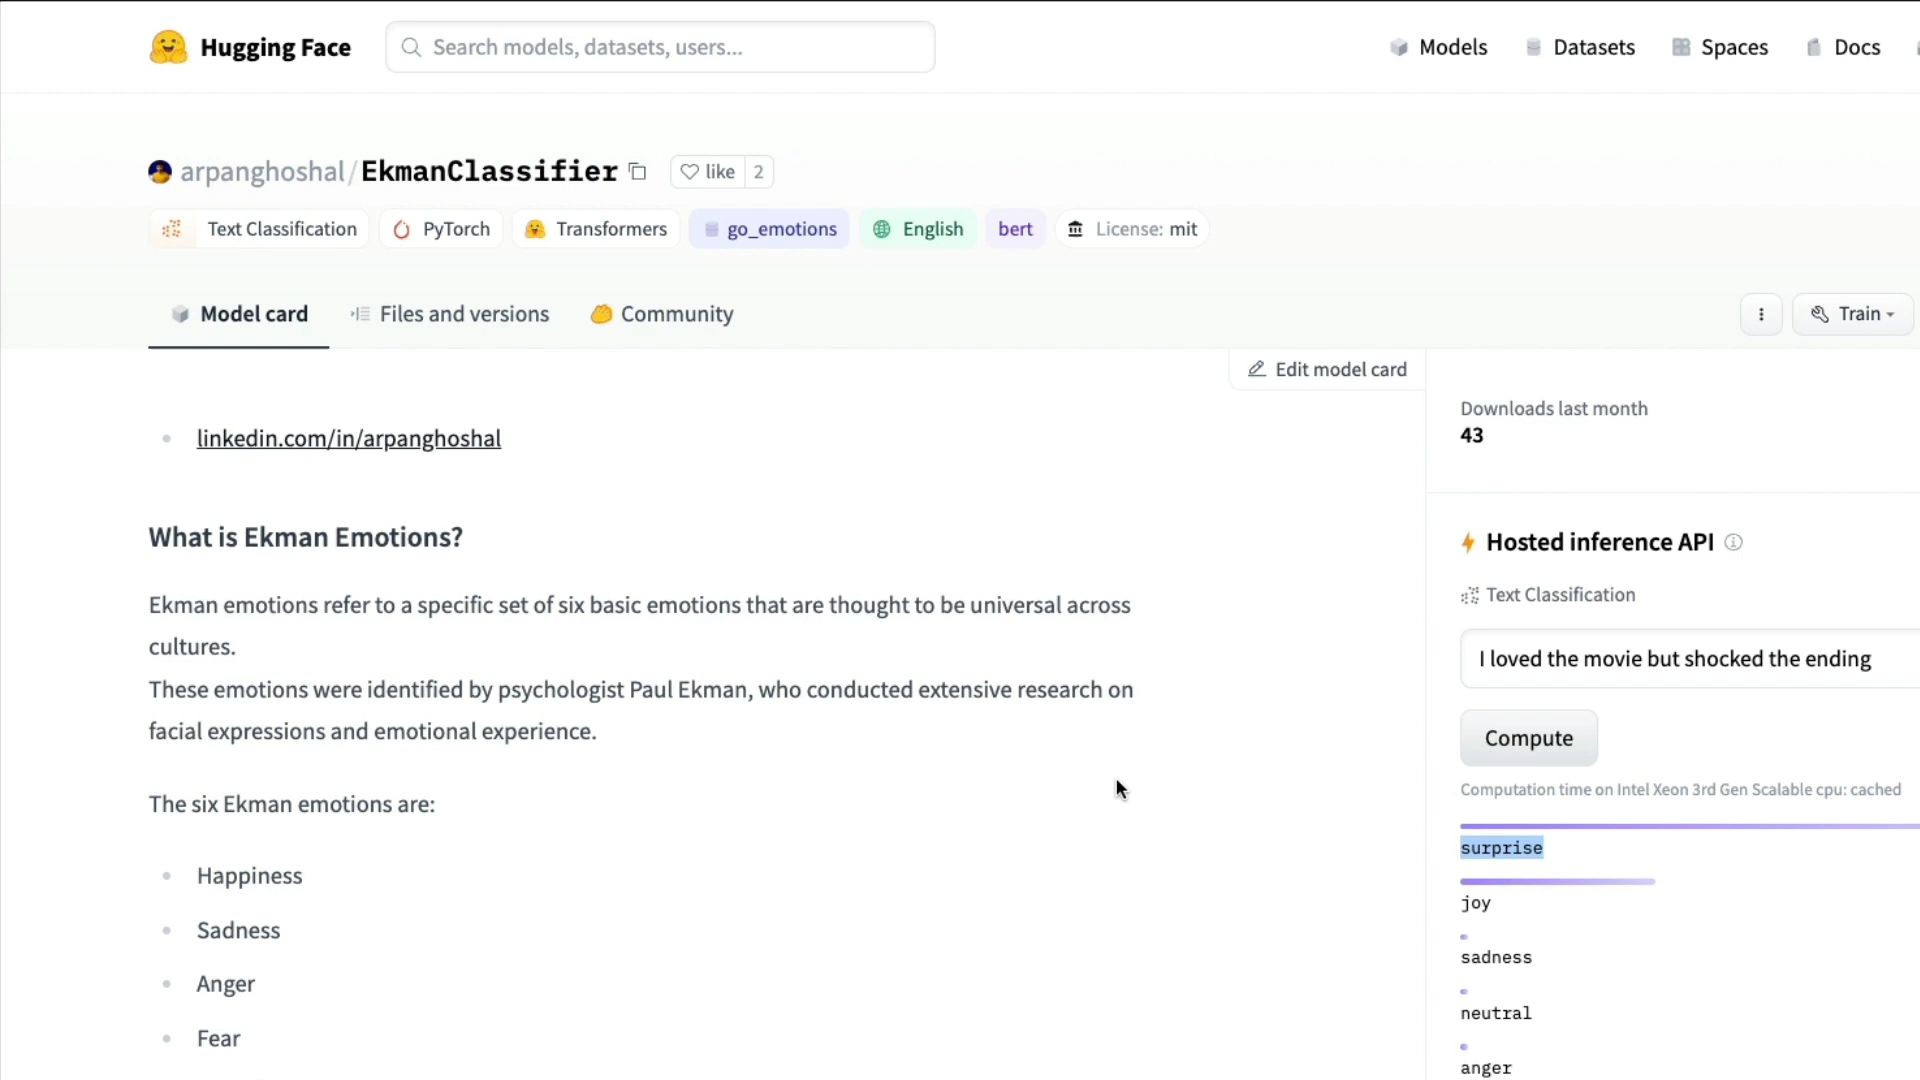 Hugging Face
Search models, datasets, users...
Models
Datasets
Spaces
Docs
arpanghoshal/EkmanClassifier
like 2
Text Classification
PyTorch
Transformers
go_emotions
English
bert
License: mit
Model card
Files and versions
Community
Train
Edit model card
linkedin.com/in/arpanghoshal
What is Ekman Emotions?
Ekman emotions refer to a specific set of six basic emotions that are thought to be universal across
cultures.
These emotions were identified by psychologist Paul Ekman, who conducted extensive research on
facial expressions and emotional experience.
The six Ekman emotions are:
Happiness
Sadness
Anger
Fear
Downloads last month
43
Hosted inference API
Text Classification
I loved the movie but shocked the ending
Compute
Computation time on Intel Xeon 3rd Gen Scalable cpu: cached
surprise
joy
sadness
neutral
anger